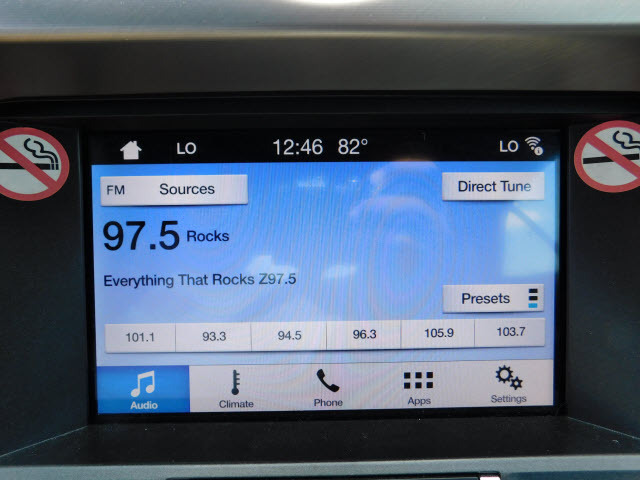 LO 12:46 82° LO
FM Sources Direct Tune
97.5 Rocks
Everything That Rocks Z97.5
Presets
101.1 93.3 94.5 96.3 105.9 103.7
Audio Climate Phone Apps Settings